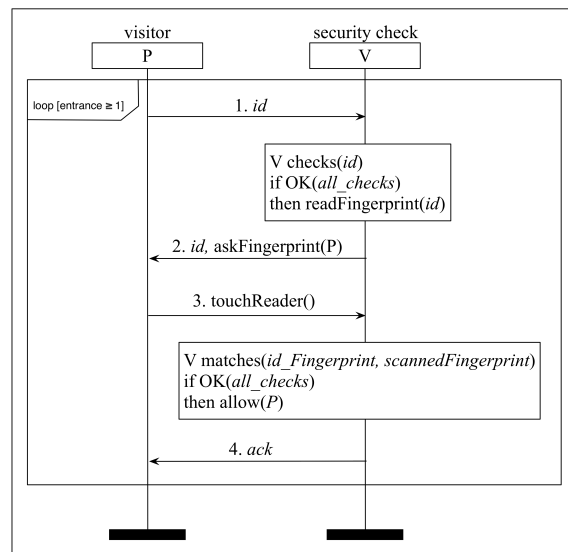 visitor
security check
P
V
loop [entrance ≥ 1]
1. id
V checks(id)
if OK(all_checks)
then readFingerprint(id)
2. id, askFingerprint(P)
3. touchReader()
V matches(id_Fingerprint, scannedFingerprint)
if OK(all_checks)
then allow(P)
4. ack